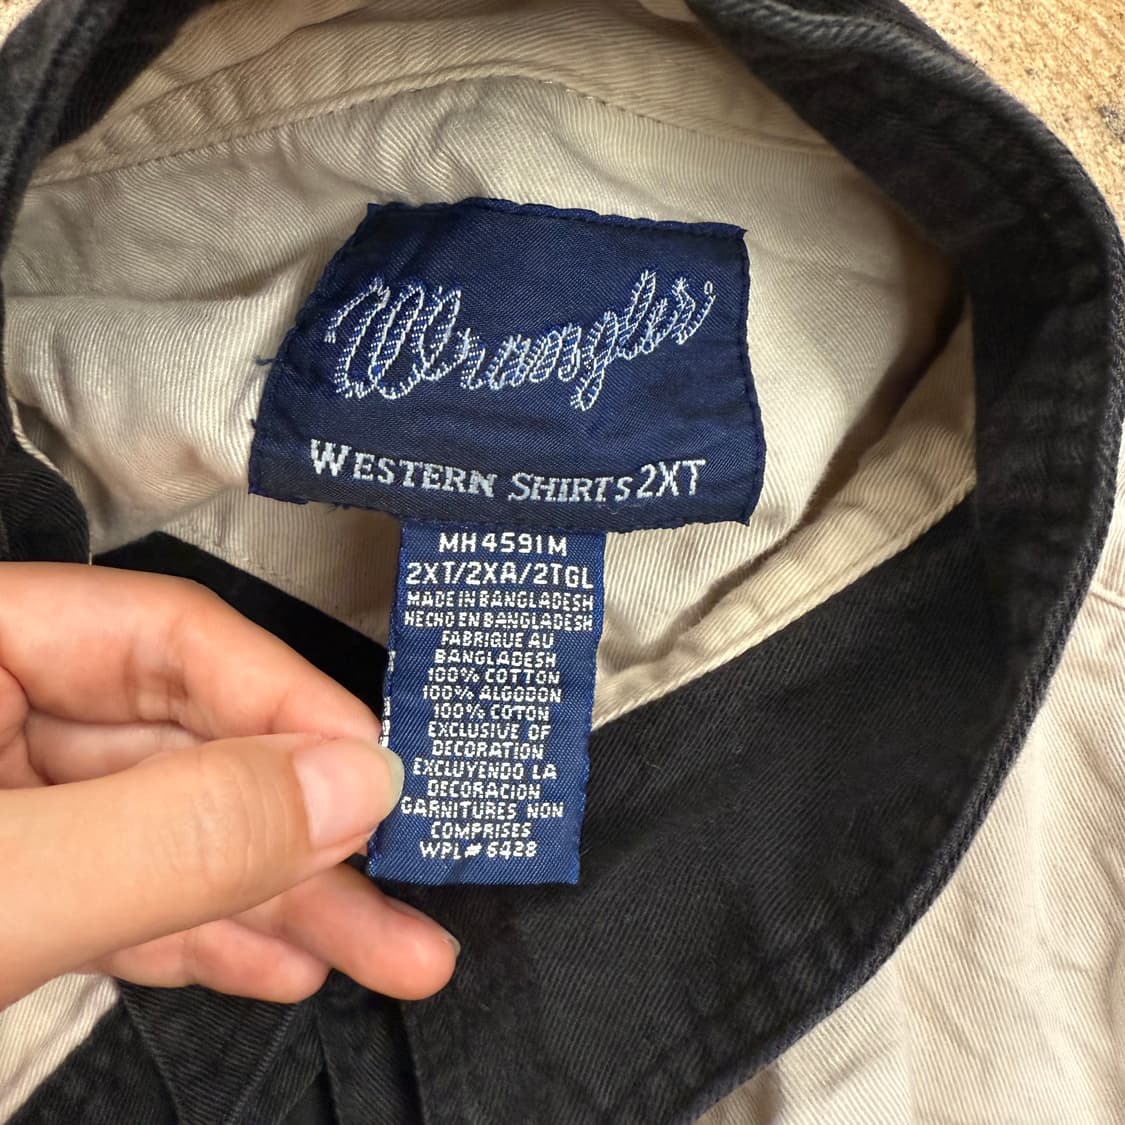 Wrangler®
WESTERN SHIRTS 2XT
MH4591M
2XT/2XA/2TGL
MADE IN BANGLADESH
HECHO EN BANGLADESH
FABRIQUE AU
BANGLADESH
100% COTTON
100% ALGODON
100% COTON
EXCLUSIVE OF
DECORATION
EXCLUYENDO LA
DECORACION
GARNITURES NON
COMPRISES
WPL# 6428